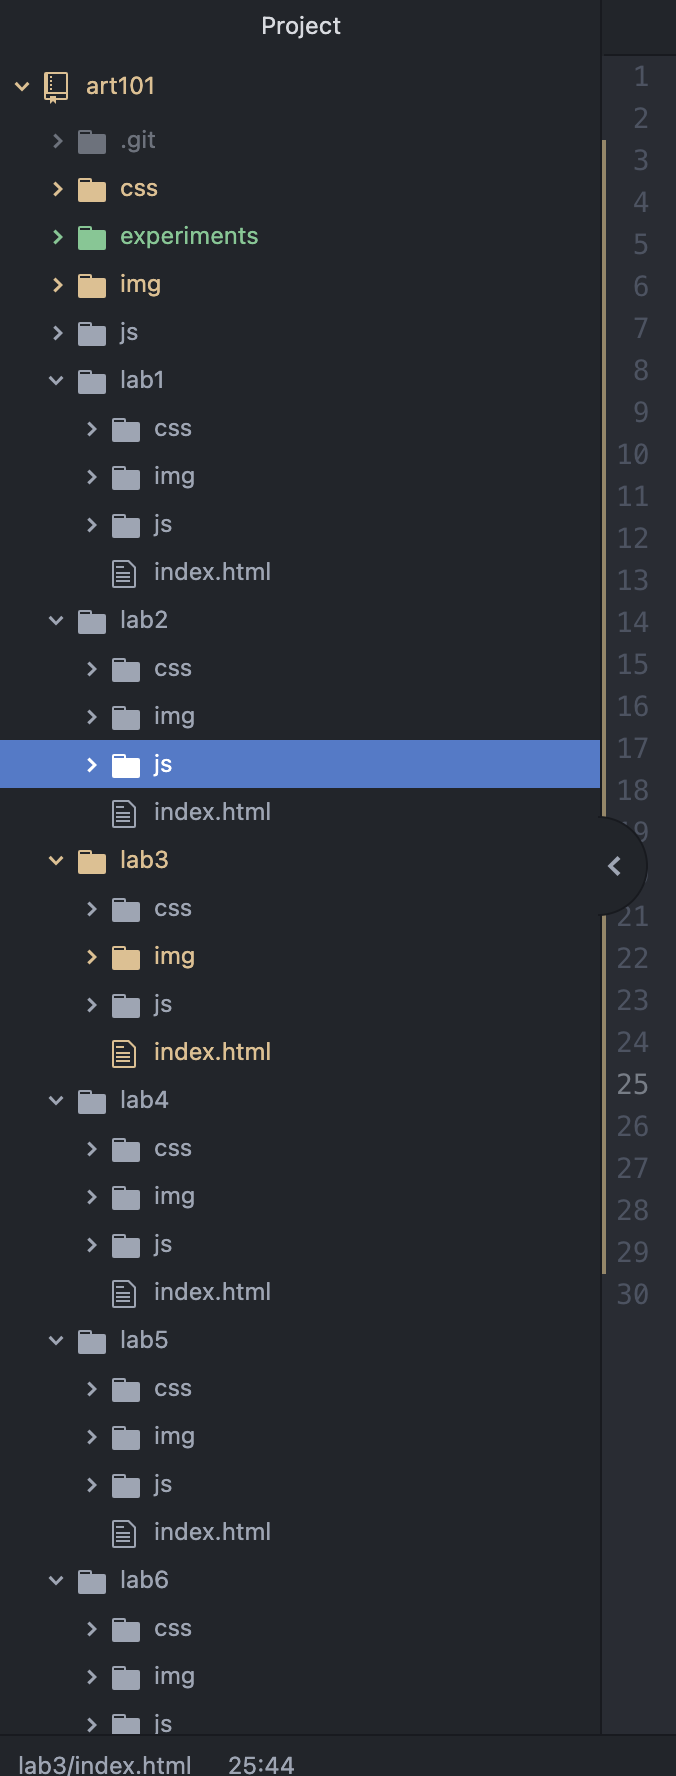 Project
art101
.git
css
experiments
img
js
lab1
css
img
js
index.html
lab2
css
img
js
index.html
lab3
css
img
js
index.html
lab4
css
img
js
index.html
lab5
css
img
js
index.html
lab6
css
img
js
1
2
3
4
5
6
7
8
9
10
11
12
13
14
15
16
17
18
21
22
23
24
25
26
27
28
29
30
lab3/index.html 25:44